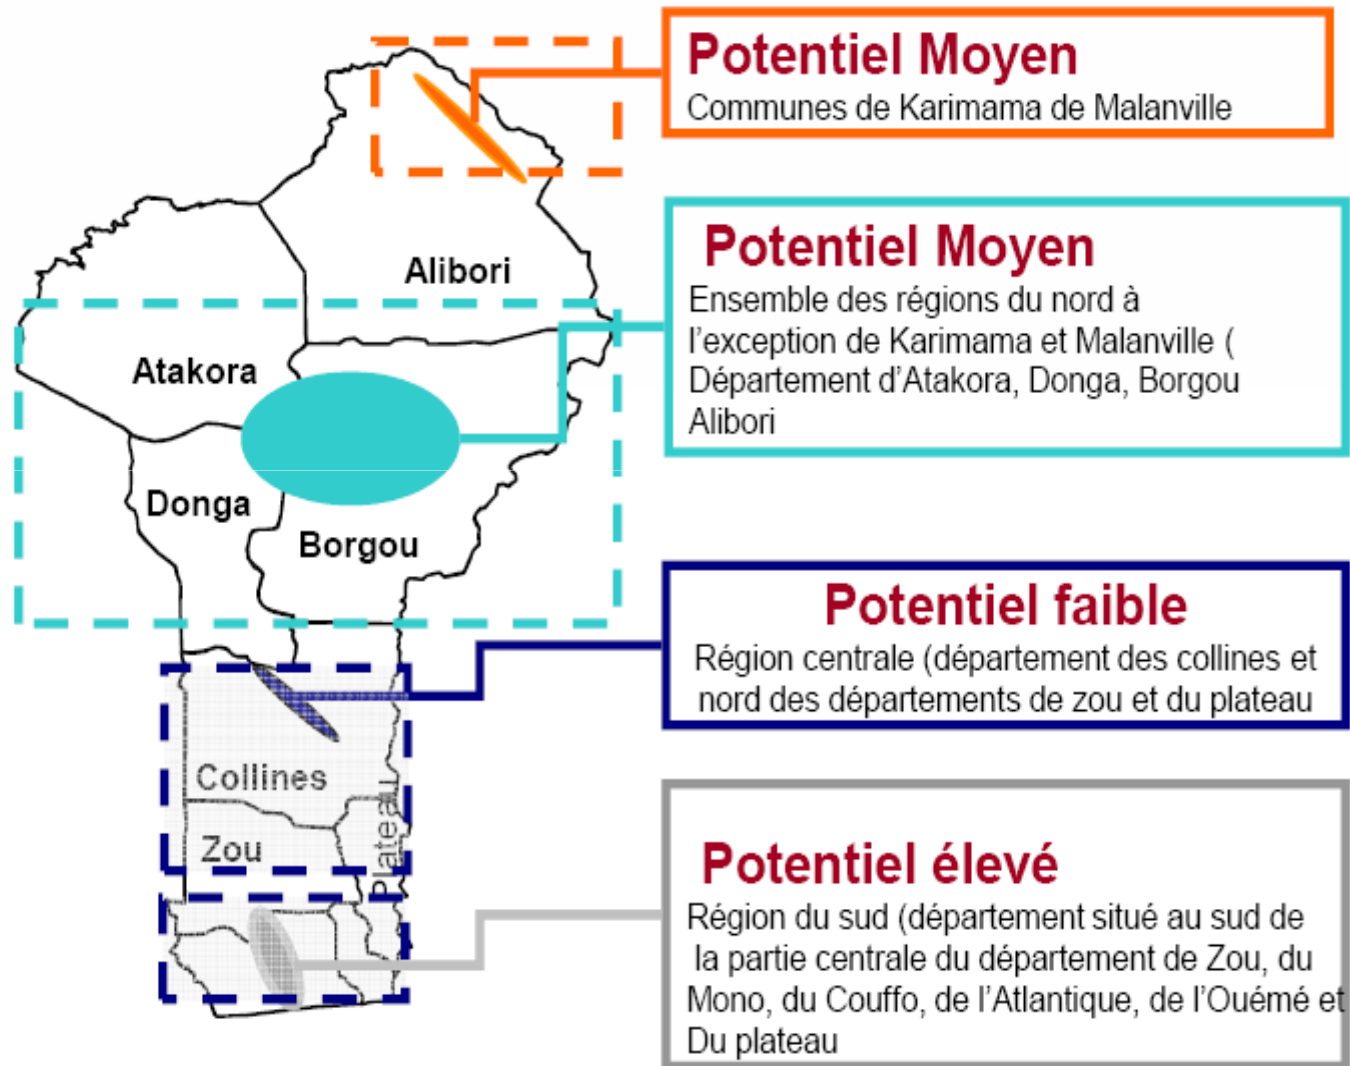 Potentiel Moyen
Communes de Karimama de Malanville
Potentiel Moyen
Ensemble des régions du nord à
l’exception de Karimama et Malanville (
Département d’Atakora, Donga, Borgou
Alibori
Alibori
Atakora
Donga
Borgou
Potentiel faible
Région centrale (département des collines et
nord des départements de zou et du plateau
Collines
Zou
Plateau
Potentiel élevé
Région du sud (département situé au sud de
la partie centrale du département de Zou, du
Mono, du Couffo, de l’Atlantique, de l’Ouémé et
Du plateau